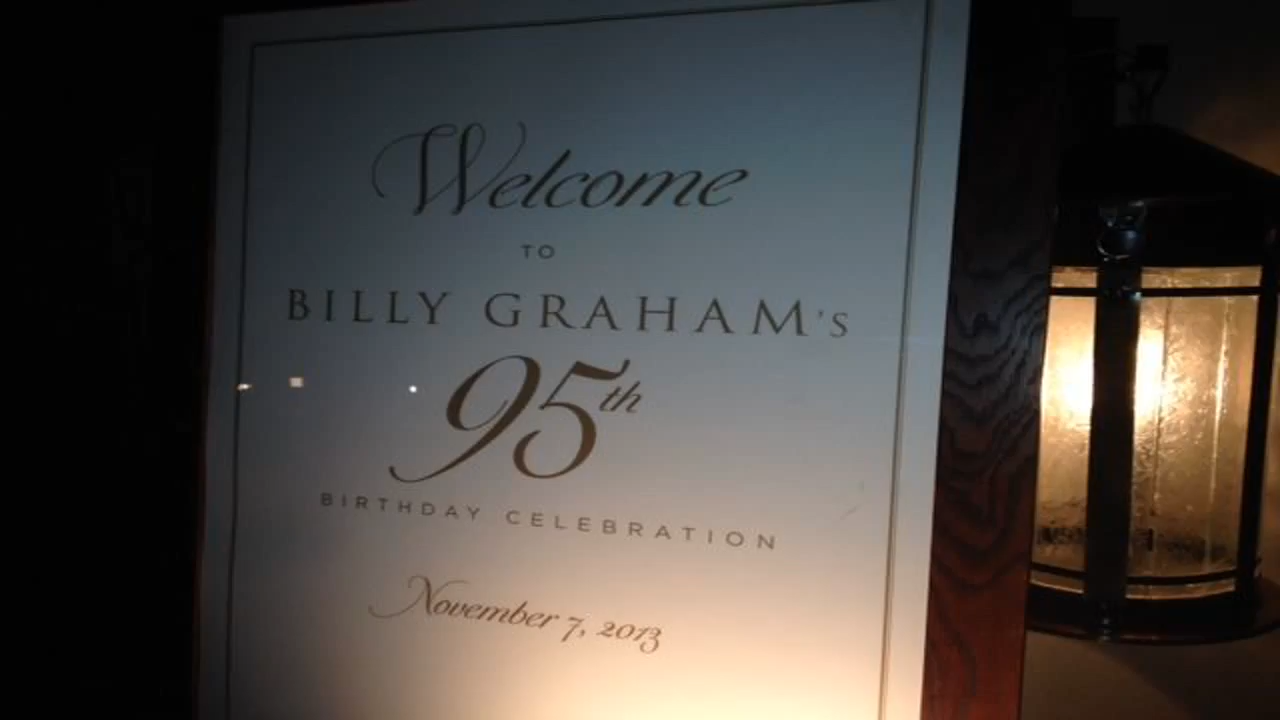 Welcome
TO
BILLY GRAHAM's
95th
BIRTHDAY CELEBRATION
November 7, 2013